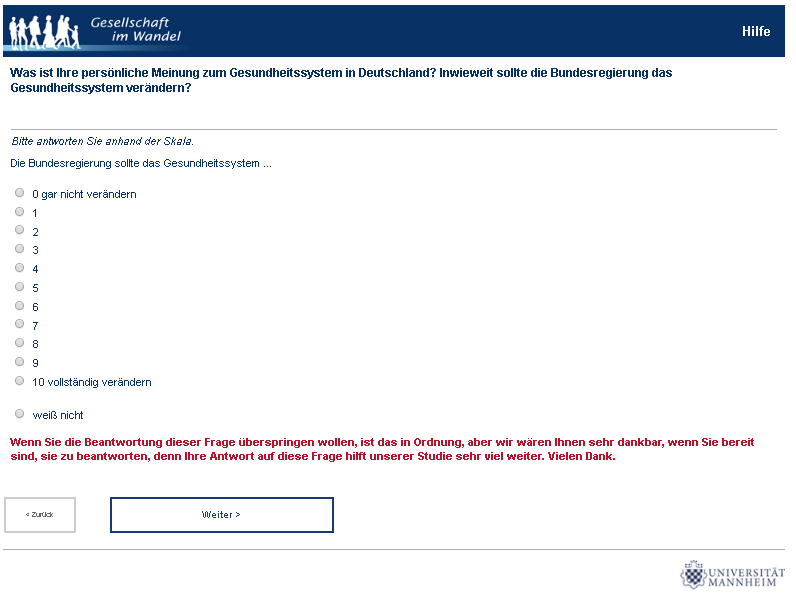 Gesellschaft
im Wandel
Hilfe
Was ist Ihre persönliche Meinung zum Gesundheitssystem in Deutschland? Inwieweit sollte die Bundesregierung das
Gesundheitssystem verändern?
Bitte antworten Sie anhand der Skala.
Die Bundesregierung sollte das Gesundheitssystem ...
0 gar nicht verändern
1
2
3
4
5
6
7
8
9
10 vollständig verändern
weiß nicht
Wenn Sie die Beantwortung dieser Frage überspringen wollen, ist das in Ordnung, aber wir wären Ihnen sehr dankbar, wenn Sie bereit
sind, sie zu beantworten, denn Ihre Antwort auf diese Frage hilft unserer Studie sehr viel weiter. Vielen Dank.
< Zurück
Weiter >
UNIVERSITÄT
MANNHEIM